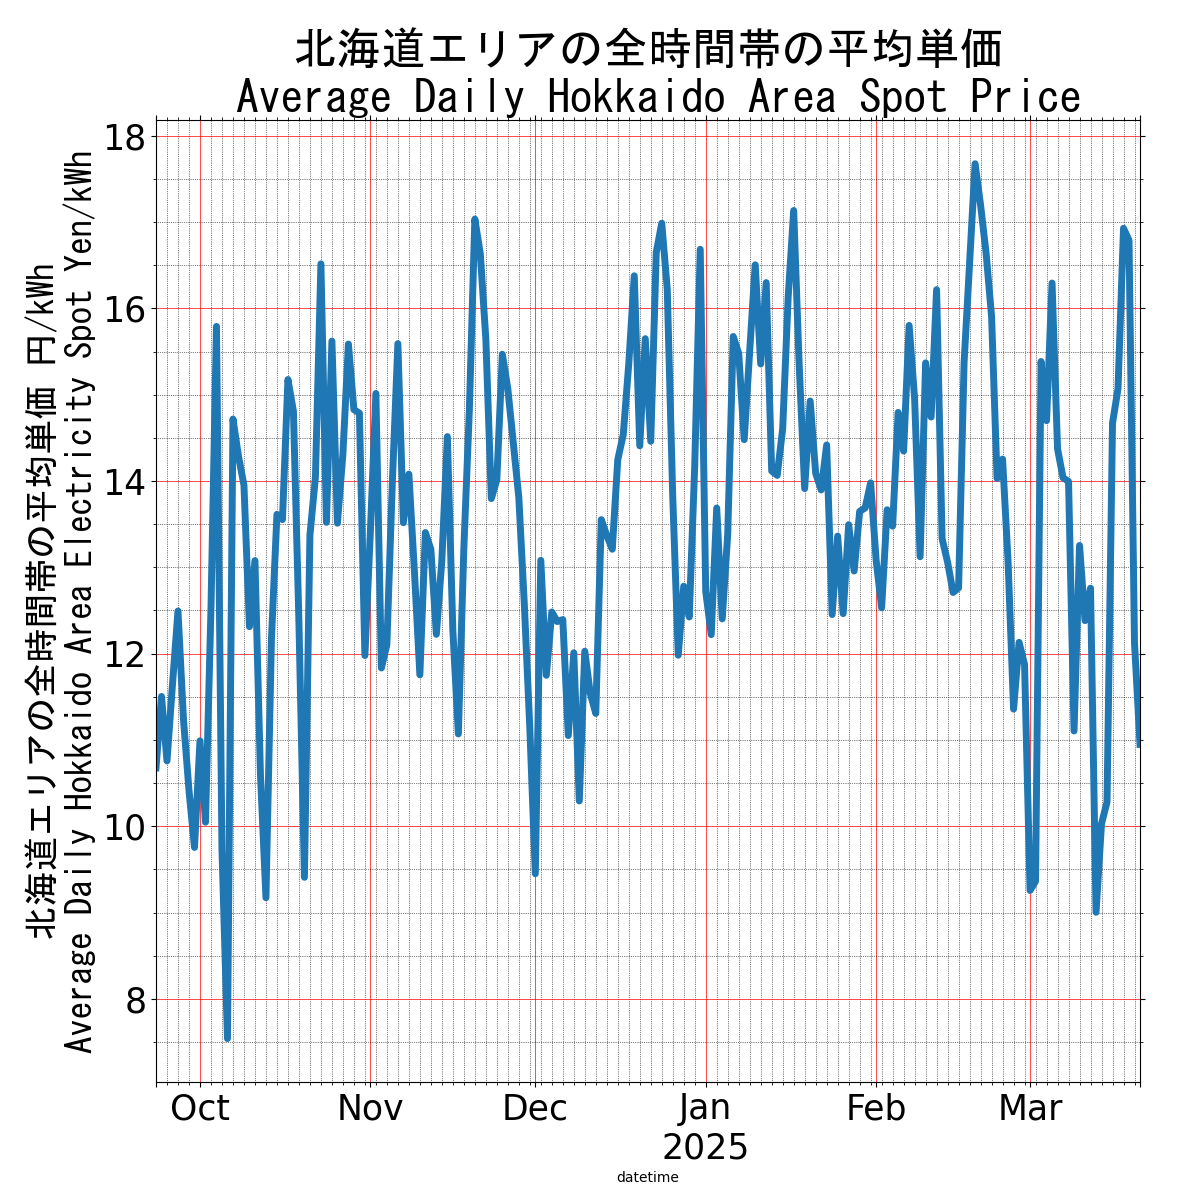 北海道エリアの全時間帯の平均単価
Average Daily Hokkaido Area Spot Price
北海道エリアの全時間帯の平均単価 円/kWh
Average Daily Hokkaido Area Electricity Spot Yen/kWh
18
16
14
12
10
8
Oct Nov Dec Jan Feb Mar
2025
datetime